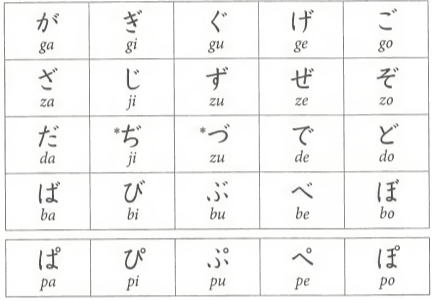 が ぎ ぐ げ ご
ga gi gu ge go
ざ じ ず ぜ ぞ
za ji zu ze zo
だ *ぢ *づ で ど
da ji zu de do
ば び ぶ べ ぼ
ba bi bu be bo
ぱ ぴ ぷ ぺ ぽ
pa pi pu pe po